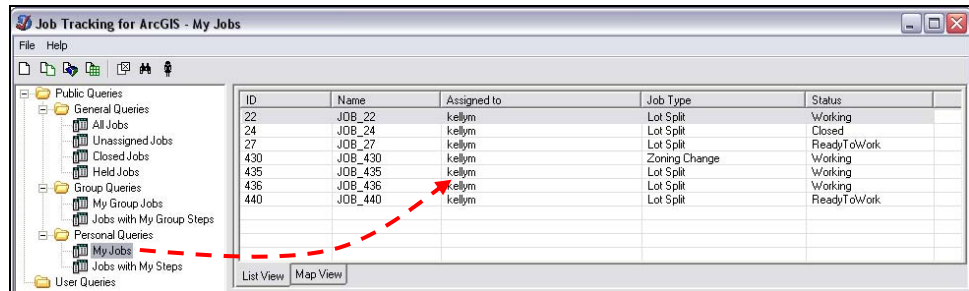 Job Tracking for ArcGIS - My Jobs
File Help
Public Queries
General Queries
All Jobs
Unassigned Jobs
Closed Jobs
Held Jobs
Group Queries
My Group Jobs
Jobs with My Group Steps
Personal Queries
My Jobs
Jobs with My Steps
User Queries
ID Name Assigned to Job Type Status
22 JOB_22 kellym Lot Split Working
24 JOB_24 kellym Lot Split Closed
27 JOB_27 kellym Lot Split ReadyToWork
430 JOB_430 kellym Zoning Change Working
435 JOB_435 kellym Lot Split Working
436 JOB_436 kellym Lot Split Working
440 JOB_440 kellym Lot Split ReadyToWork
List View Map View